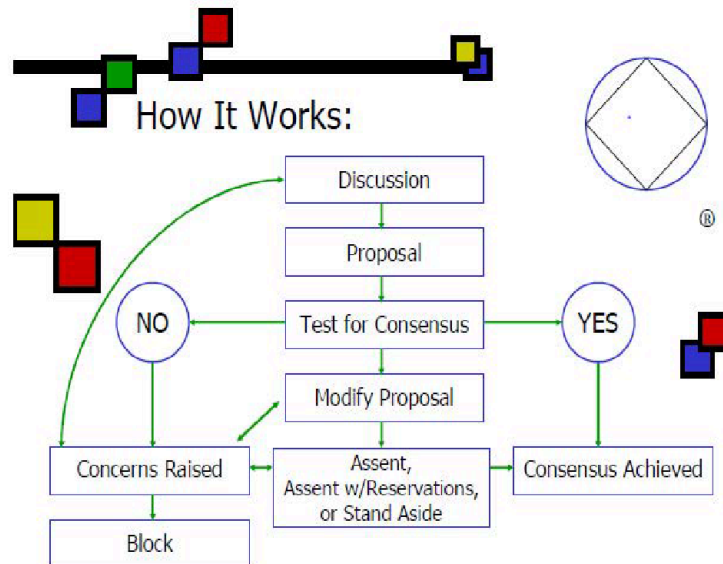 How It Works:
®
Discussion
Proposal
NO
Test for Consensus
YES
Modify Proposal
Concerns Raised
Assent,
Assent w/Reservations,
or Stand Aside
Consensus Achieved
Block